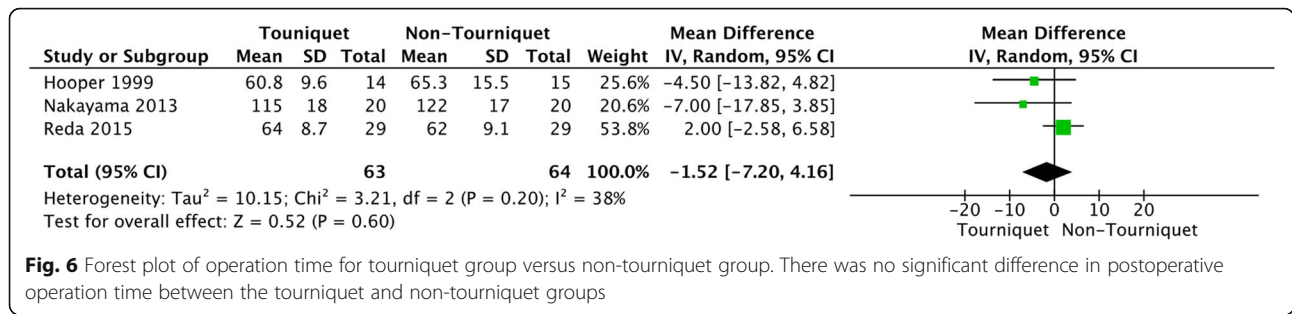 Touniquet Non-Tourniquet Mean Difference Mean Difference
Study or Subgroup Mean SD Total Mean SD Total Weight IV, Random, 95% CI IV, Random, 95% CI
Hooper 1999 60.8 9.6 14 65.3 15.5 15 25.6% -4.50 [-13.82, 4.82]
Nakayama 2013 115 18 20 122 17 20 20.6% -7.00 [-17.85, 3.85]
Reda 2015 64 8.7 29 62 9.1 29 53.8% 2.00 [-2.58, 6.58]
Total (95% CI) 63 64 100.0% -1.52 [-7.20, 4.16]
Heterogeneity: Tau² = 10.15; Chi² = 3.21, df = 2 (P = 0.20); I² = 38%
Test for overall effect: Z = 0.52 (P = 0.60)
-20 -10 0 10 20
Tourniquet Non-Tourniquet
Fig. 6 Forest plot of operation time for tourniquet group versus non-tourniquet group. There was no significant difference in postoperative
operation time between the tourniquet and non-tourniquet groups